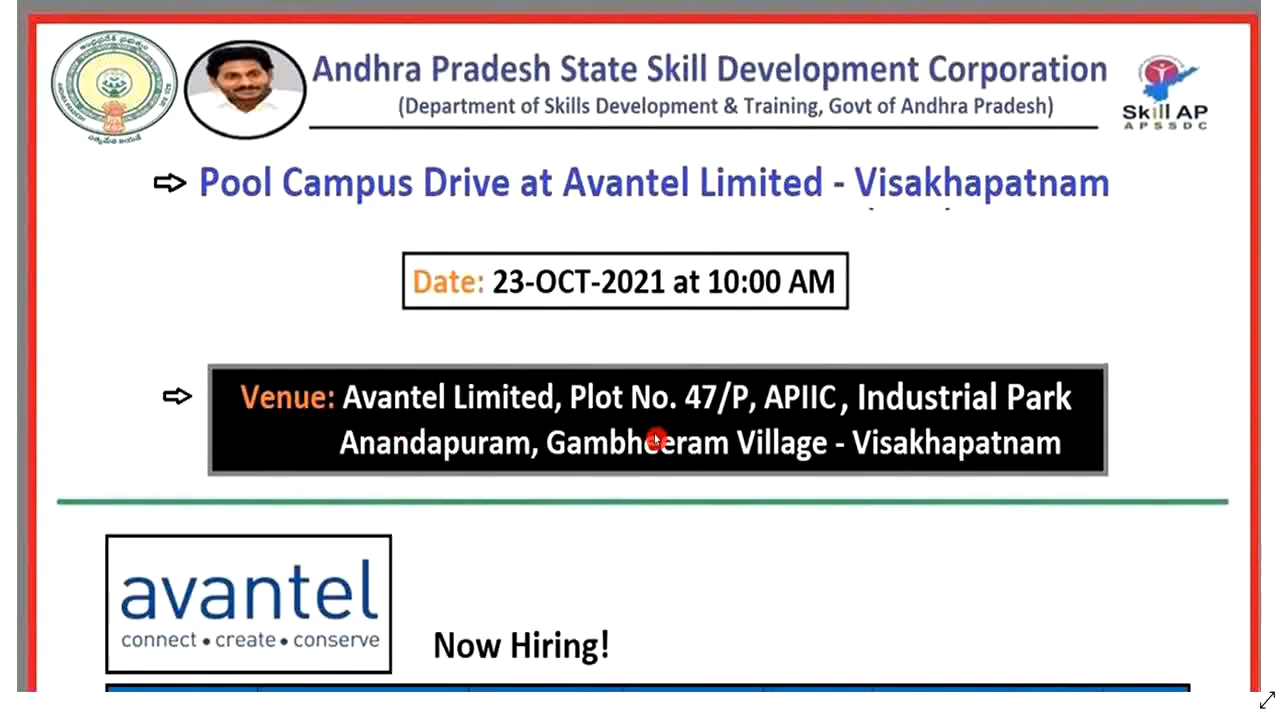 Andhra Pradesh State Skill Development Corporation
(Department of Skills Development & Training, Govt of Andhra Pradesh)
Skill AP
APSSDC
⇨ Pool Campus Drive at Avantel Limited - Visakhapatnam
Date: 23-OCT-2021 at 10:00 AM
⇨ Venue: Avantel Limited, Plot No. 47/P, APIIC, Industrial Park
Anandapuram, Gambheeram Village - Visakhapatnam
avantel
connect • create • conserve
Now Hiring!